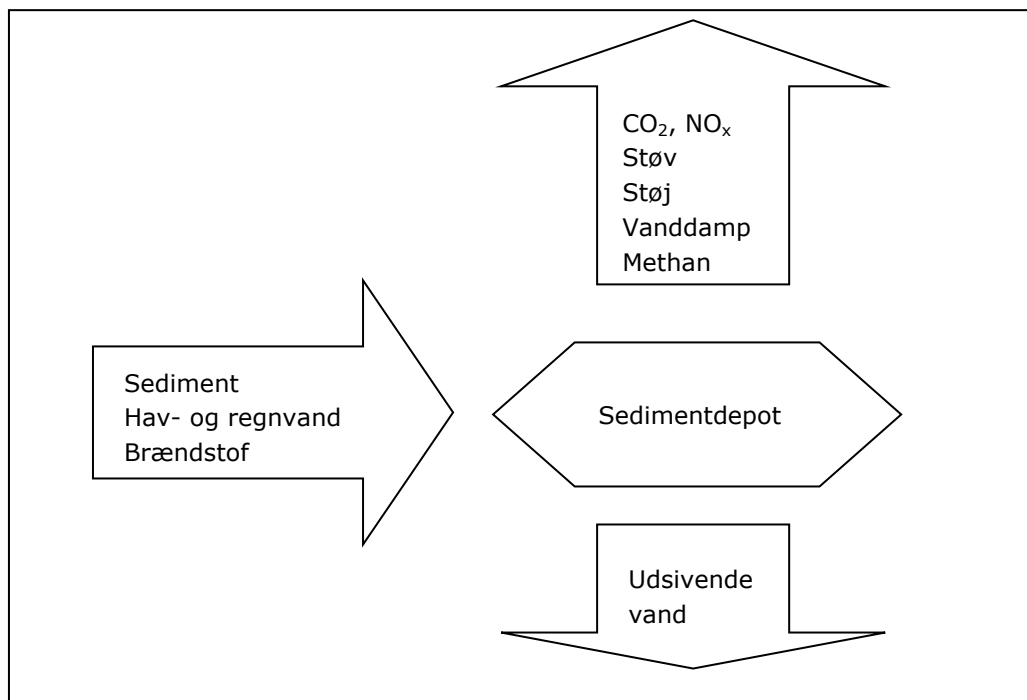 CO₂, NOₓ
Støv
Støj
Vanddamp
Methan
Sediment
Hav- og regnvand
Brændstof
Sedimentdepot
Udsivende
vand